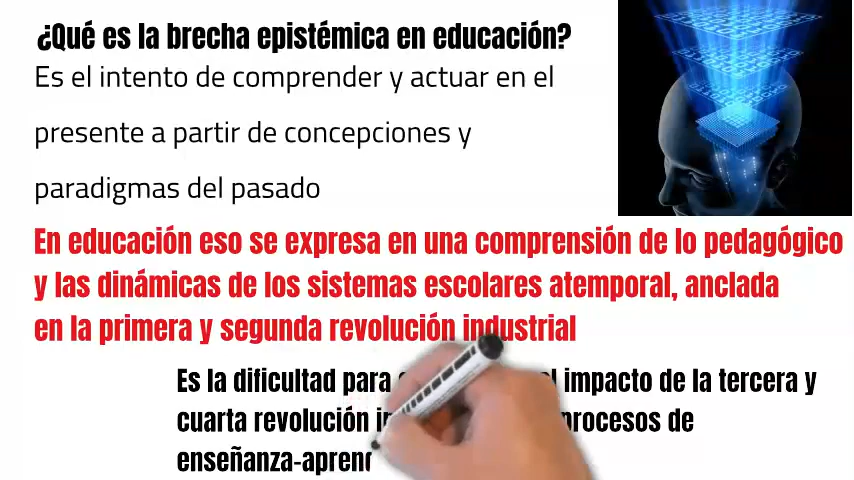 ¿Qué es la brecha epistémica en educación?
Es el intento de comprender y actuar en el
presente a partir de concepciones y
paradigmas del pasado
En educación eso se expresa en una comprensión de lo pedagógico
y las dinámicas de los sistemas escolares atemporal, anclada
en la primera y segunda revolución industrial
Es la dificultad para impacto de la tercera y
cuarta revolución procesos de